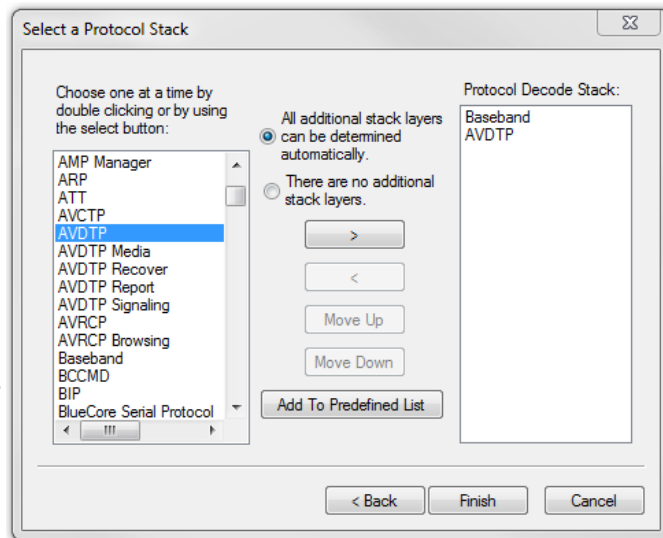 Select a Protocol Stack
Choose one at a time by
double clicking or by using
the select button:
AMP Manager
ARP
ATT
AVCTP
AVDTP
AVDTP Media
AVDTP Recover
AVDTP Report
AVDTP Signaling
AVRCP
AVRCP Browsing
Baseband
BCCMD
BIP
BlueCore Serial Protocol
All additional stack layers
can be determined
automatically.
There are no additional
stack layers.
>
<
Move Up
Move Down
Add To Predefined List
Protocol Decode Stack:
Baseband
AVDTP
< Back
Finish
Cancel